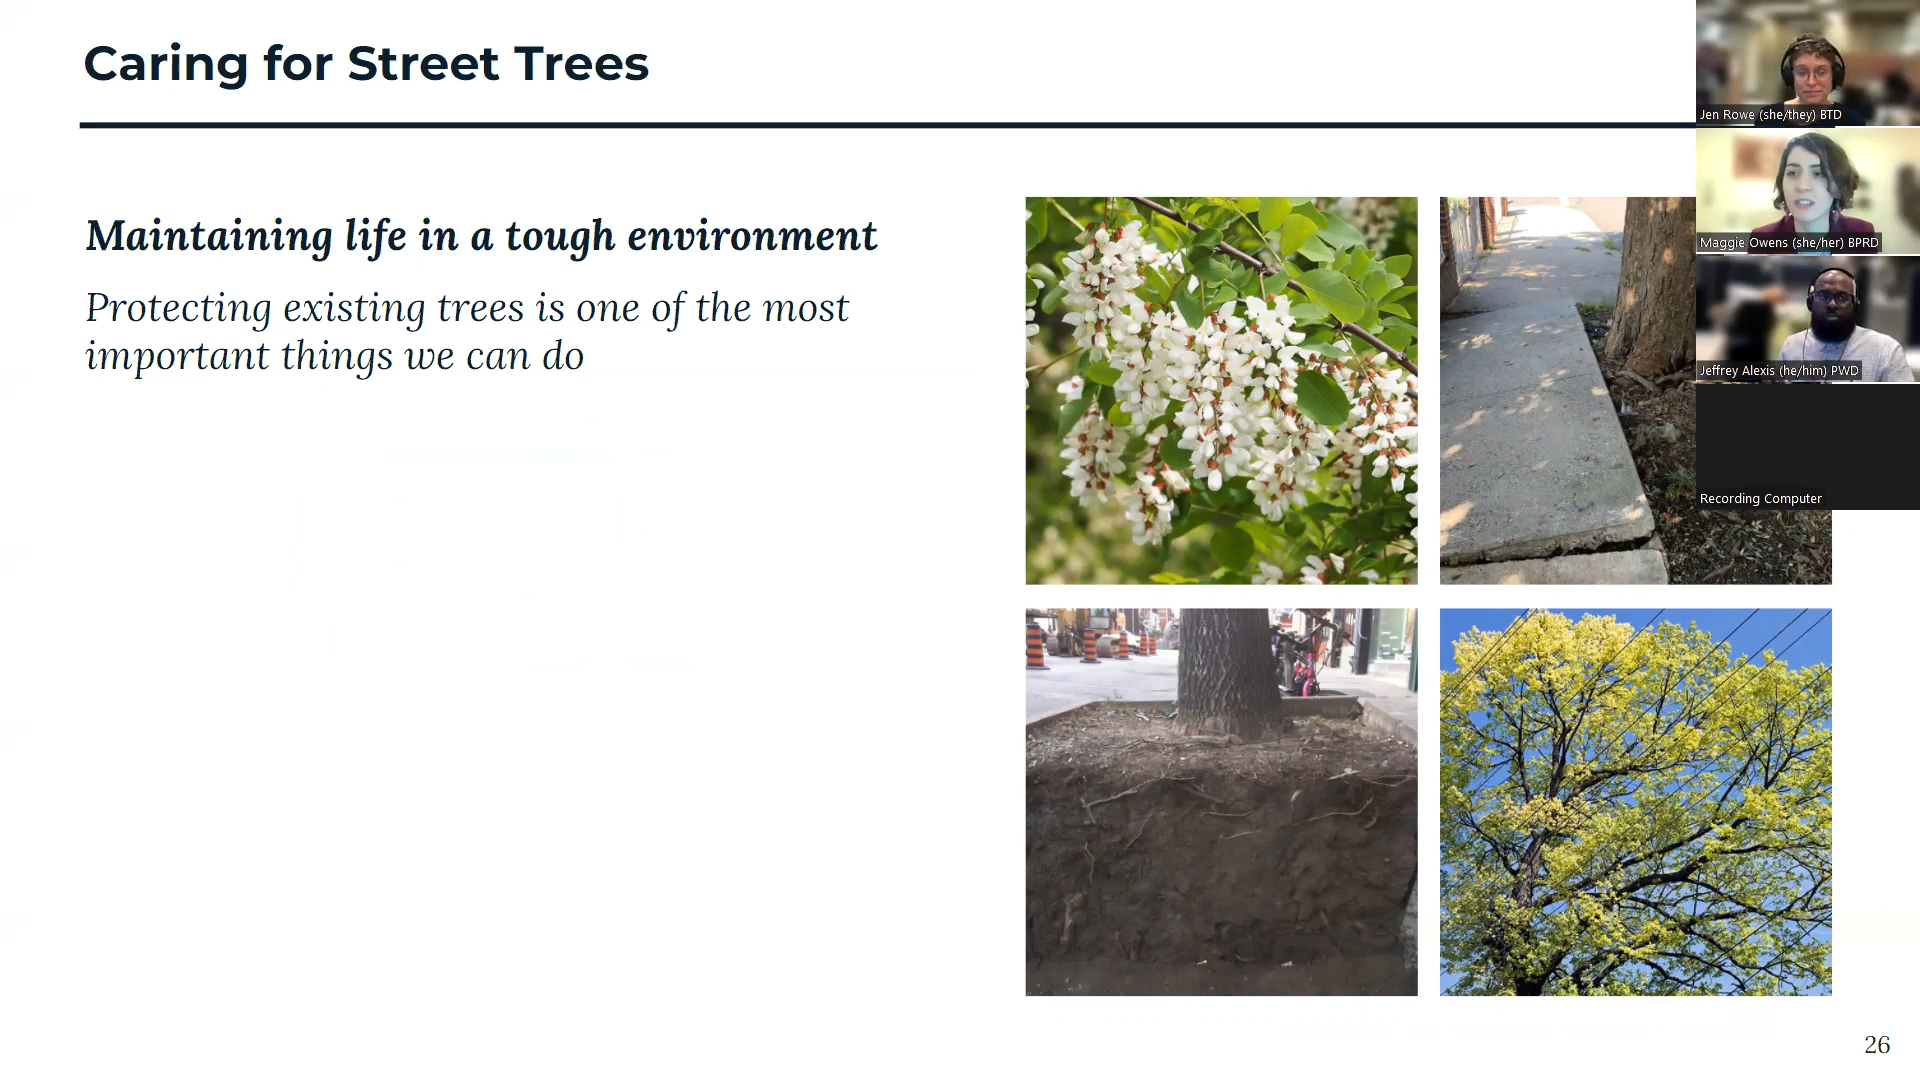 Caring for Street Trees
Maintaining life in a tough environment
Protecting existing trees is one of the most
important things we can do
Jen Rowe (she/they) BTD
Maggie Owens (she/her) BPRD
Jeffrey Alexis (he/him) PWD
Recording Computer
26